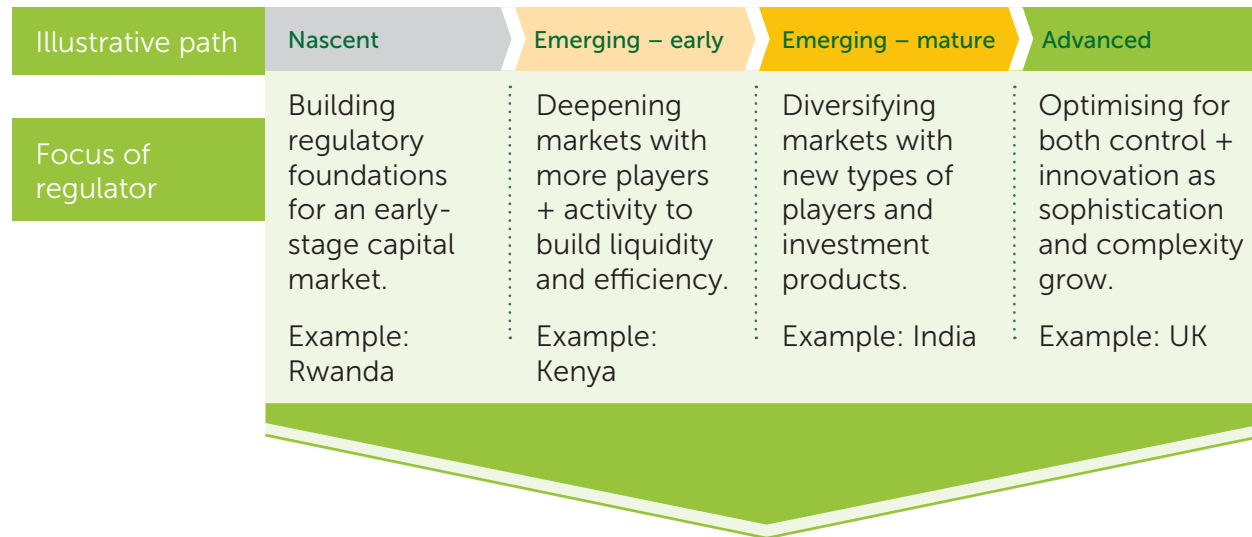 Illustrative path
Nascent
Emerging – early
Emerging – mature
Advanced
Focus of
regulator
Building
regulatory
foundations
for an early-
stage capital
market.
Example:
Rwanda
Deepening
markets with
more players
+ activity to
build liquidity
and efficiency.
Example:
Kenya
Diversifying
markets with
new types of
players and
investment
products.
Example: India
Optimising for
both control +
innovation as
sophistication
and complexity
grow.
Example: UK